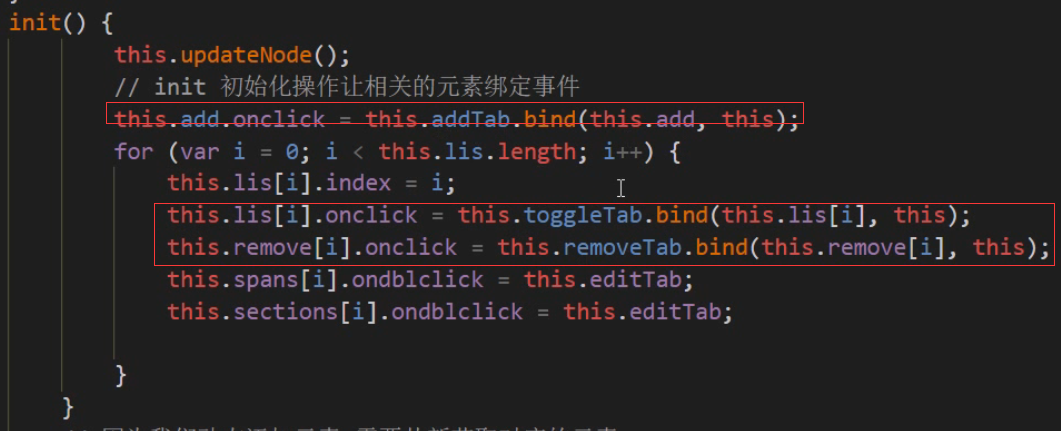 init() {
this.updateNode();
// init 初始化操作让相关的元素绑定事件
this.add.onclick = this.addTab.bind(this.add, this);
for (var i = 0; i < this.lis.length; i++) {
this.lis[i].index = i;
this.lis[i].onclick = this.toggleTab.bind(this.lis[i], this);
this.remove[i].onclick = this.removeTab.bind(this.remove[i], this);
this.spans[i].ondblclick = this.editTab;
this.sections[i].ondblclick = this.editTab;
}
}